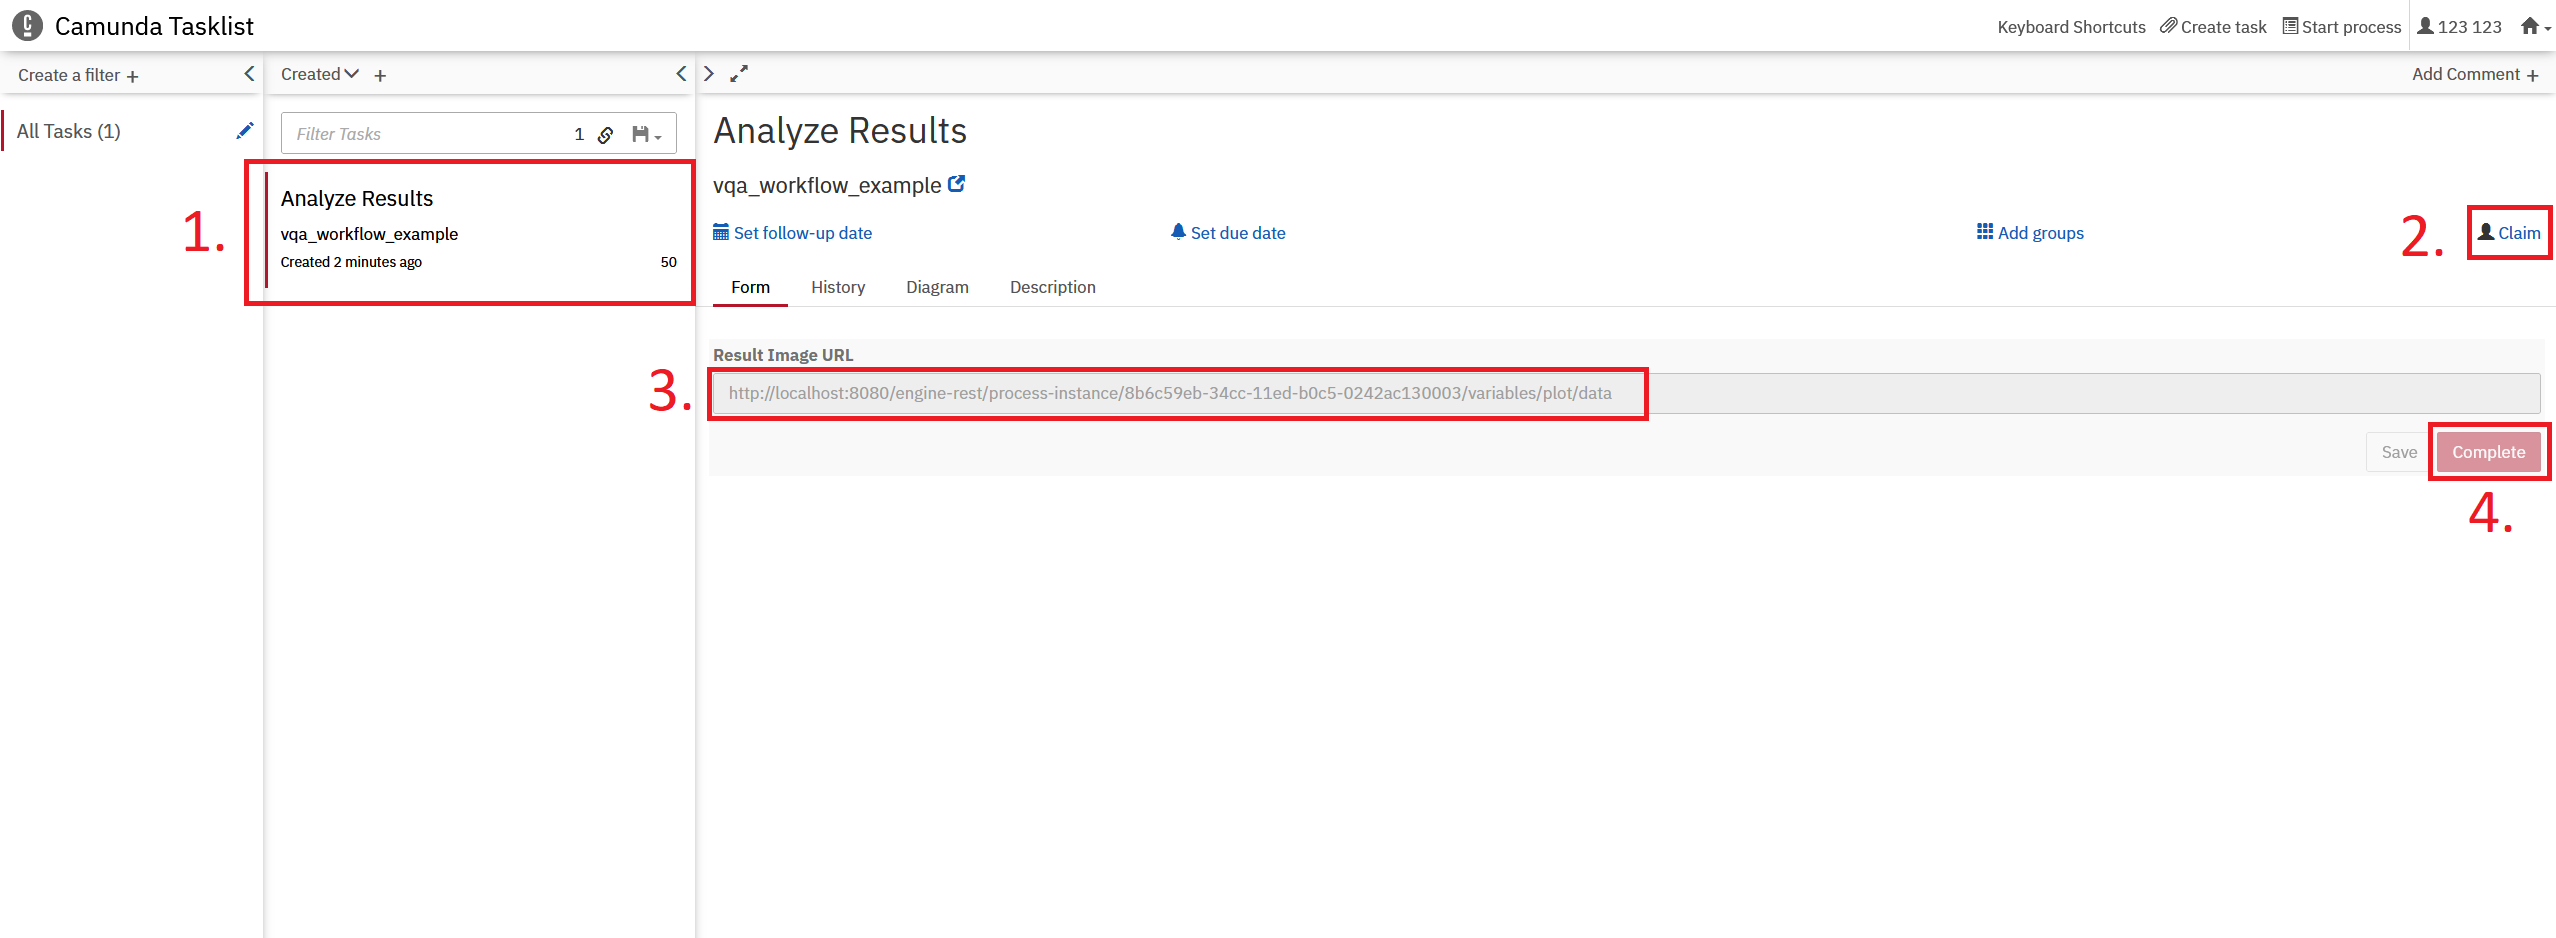 Camunda Tasklist
Keyboard Shortcuts Create task Start process 123 123
Create a filter +
Created +
Add Comment +
All Tasks (1)
Filter Tasks 1
1.
Analyze Results
vqa_workflow_example
Created 2 minutes ago 50
Analyze Results
vqa_workflow_example
Set follow-up date Set due date Add groups 2. Claim
Form History Diagram Description
Result Image URL
3. http://localhost:8080/engine-rest/process-instance/8b6c59eb-34cc-11ed-b0c5-0242ac130003/variables/plot/data
Save Complete
4.